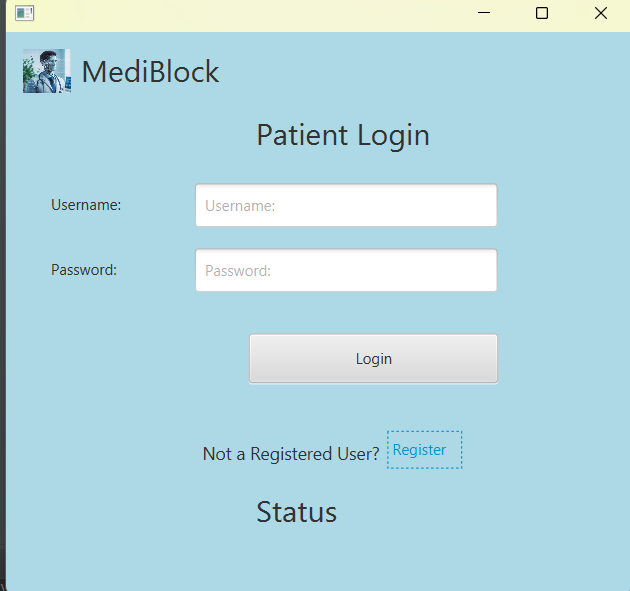 MediBlock
Patient Login
Username: Username:
Password: Password:
Login
Not a Registered User? Register
Status